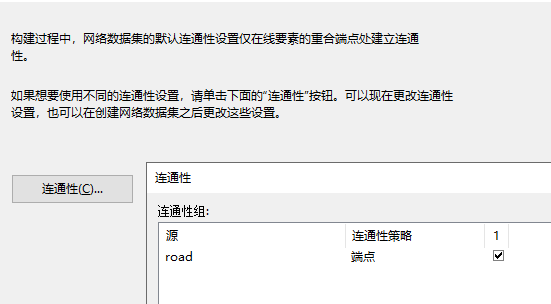 构建过程中，网络数据集的默认连通性设置仅在线要素的重合端点处建立连通
性。
如果想要使用不同的连通性设置，请单击下面的“连通性”按钮。可以现在更改连通性
设置，也可以在创建网络数据集之后更改这些设置。
连通性(C)...
连通性
连通性组:
源 连通性策略 1
road 端点